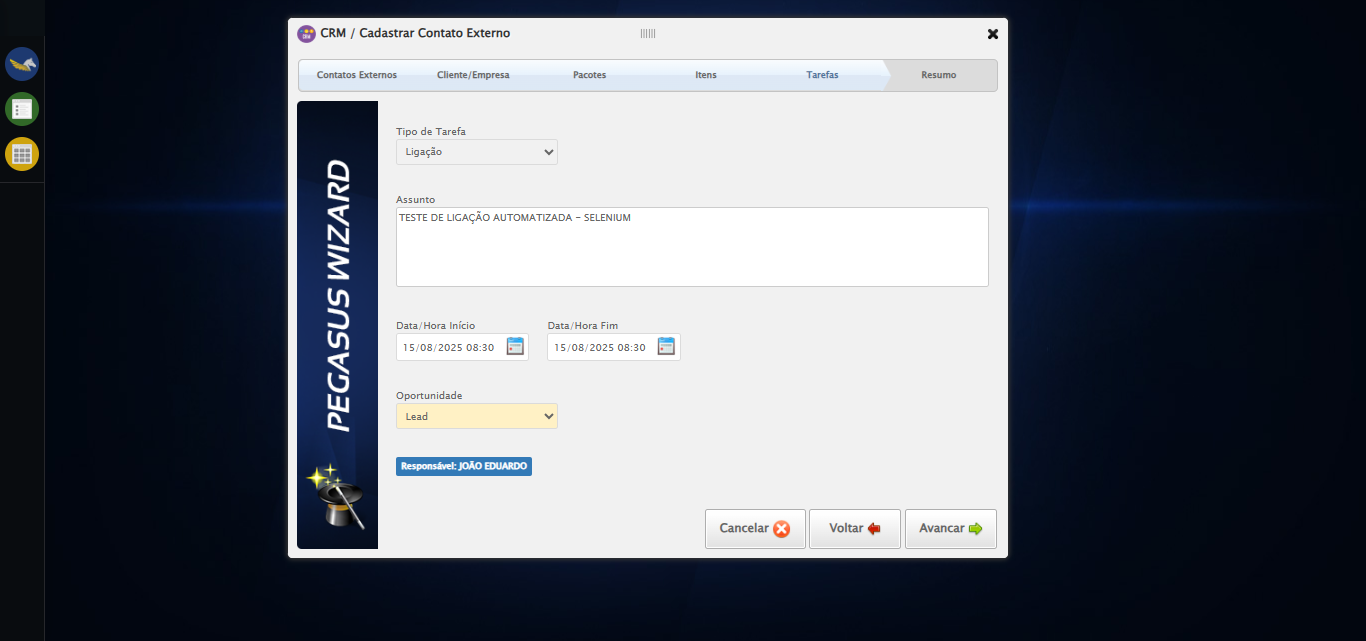 CRM / Cadastrar Contato Externo
Contatos Externos
Cliente/Empresa
Pacotes
Itens
Tarefas
Resumo
PEGASUS WIZARD
Tipo de Tarefa
Ligação
Assunto
TESTE DE LIGAÇÃO AUTOMATIZADA - SELENIUM
Data/Hora Início
Data/Hora Fim
15/08/2025 08:30
15/08/2025 08:30
Oportunidade
Lead
Responsável: JOÃO EDUARDO
Cancelar
Voltar
Avancar